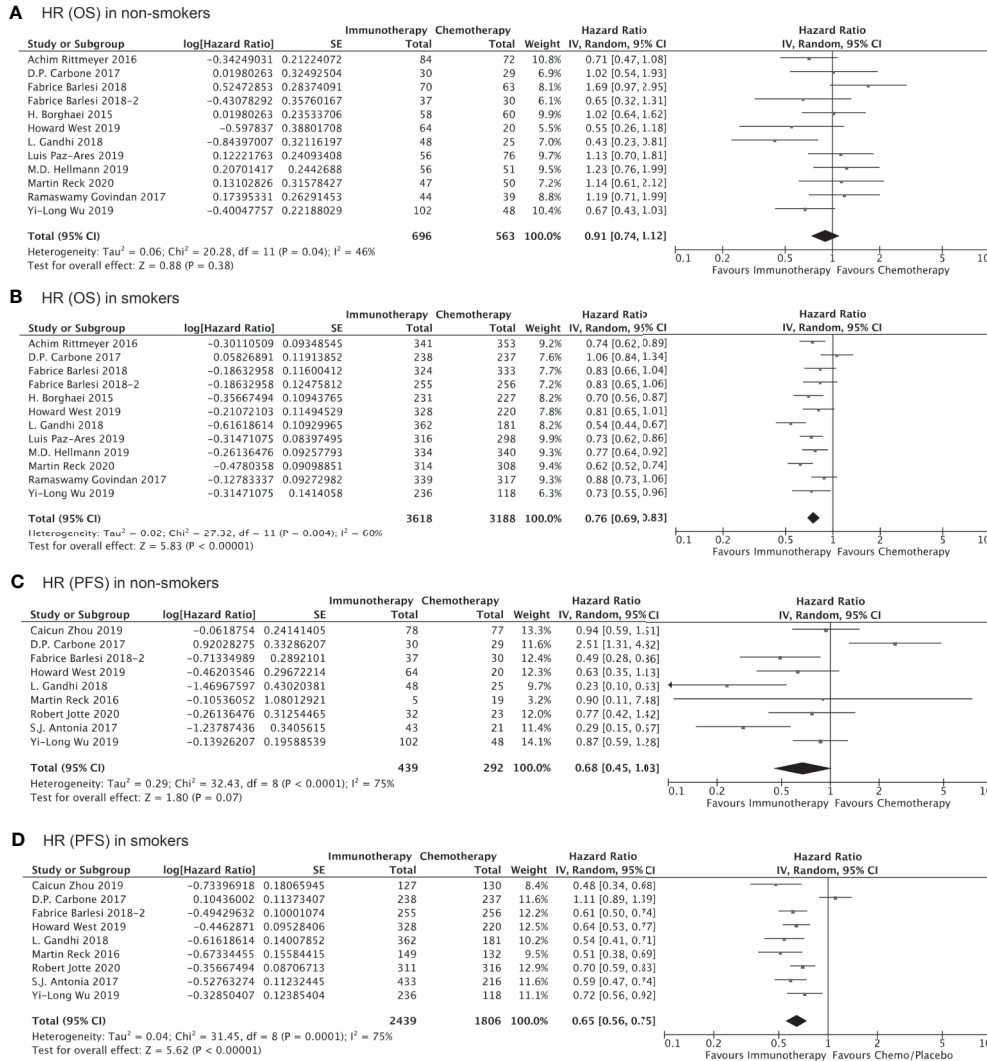 A HR (OS) in non-smokers
Immunotherapy Chemotherapy Hazard Ratio Hazard Ratio
Study or Subgroup log[Hazard Ratio] SE Total Total Weight IV, Random, 95% CI IV, Random, 95% CI
Achim Rittmeyer 2016 -0.34249031 0.21224072 84 72 10.8% 0.71 [0.47, 1.08]
D.P. Carbone 2017 0.01980263 0.32492504 30 29 7.1% 1.02 [0.54, 1.93]
Fabrice Barlesi 2018 0.52472853 0.28374091 70 63 8.3% 1.69 [0.97, 2.95]
Fabrice Barlesi 2018-2 -0.43078292 0.35760167 37 30 6.1% 0.65 [0.32, 1.31]
H. Borghaei 2015 0.01980263 0.23533706 58 60 9.9% 1.02 [0.64, 1.62]
Howard West 2019 -0.597837 0.38801708 64 20 5.5% 0.55 [0.26, 1.18]
L. Gandhi 2018 -0.84397007 0.32116197 48 25 7.1% 0.43 [0.23, 0.81]
Luis Paz-Ares 2019 0.12221763 0.24093408 56 76 9.7% 1.13 [0.70, 1.81]
M.D. Hellmann 2019 0.20701417 0.2442688 56 51 9.6% 1.23 [0.76, 1.99]
Martin Reck 2020 0.13102826 0.31578427 47 50 7.3% 1.14 [0.61, 2.12]
Ramaswamy Govindan 2017 0.17395331 0.26291453 44 39 8.8% 1.19 [0.71, 1.99]
Yi-Long Wu 2019 -0.40047757 0.22188029 102 48 10.4% 0.67 [0.43, 1.03]
Total (95% CI) 696 563 100.0% 0.91 [0.74, 1.12]
Heterogeneity: Tau² = 0.06; Chi² = 20.28, df = 11 (P = 0.04); I² = 46%
Test for overall effect: Z = 0.88 (P = 0.38)
0.1 0.2 0.5 1 2 5 10
Favours Immunotherapy Favours Chemotherapy
B HR (OS) in smokers
Immunotherapy Chemotherapy Hazard Ratio Hazard Ratio
Study or Subgroup log[Hazard Ratio] SE Total Total Weight IV, Random, 95% CI IV, Random, 95% CI
Achim Rittmeyer 2016 -0.30110509 0.09348545 341 353 9.2% 0.74 [0.62, 0.89]
D.P. Carbone 2017 0.05826891 0.11913852 238 237 7.6% 1.06 [0.84, 1.34]
Fabrice Barlesi 2018 -0.18632958 0.11600412 324 333 7.8% 0.83 [0.66, 1.04]
Fabrice Barlesi 2018-2 -0.18632958 0.12475812 255 256 7.3% 0.83 [0.65, 1.06]
H. Borghaei 2015 -0.35667494 0.10943765 231 227 8.2% 0.70 [0.56, 0.87]
Howard West 2019 -0.21072103 0.11494529 328 220 7.8% 0.81 [0.65, 1.01]
L. Gandhi 2018 -0.61618614 0.10929965 362 181 8.2% 0.54 [0.44, 0.67]
Luis Paz-Ares 2019 -0.31471075 0.08397495 316 298 9.8% 0.73 [0.62, 0.86]
M.D. Hellmann 2019 -0.26136476 0.09257793 334 340 9.3% 0.77 [0.64, 0.92]
Martin Reck 2020 -0.4780358 0.09098851 314 308 9.4% 0.62 [0.52, 0.74]
Ramaswamy Govindan 2017 -0.12783337 0.09272982 339 317 9.3% 0.88 [0.73, 1.06]
Yi-Long Wu 2019 -0.31471075 0.1414058 236 118 6.3% 0.73 [0.55, 0.96]
Total (95% CI) 3618 3188 100.0% 0.76 [0.69, 0.83]
Heterogeneity: Tau² = 0.02; Chi² = 27.32, df = 11 (P = 0.004); I² = 60%
Test for overall effect: Z = 5.83 (P < 0.00001)
0.1 0.2 0.5 1 2 5 10
Favours Immunotherapy Favours Chemotherapy
C HR (PFS) in non-smokers
Immunotherapy Chemotherapy Hazard Ratio Hazard Ratio
Study or Subgroup log[Hazard Ratio] SE Total Total Weight IV, Random, 95% CI IV, Random, 95% CI
Caicun Zhou 2019 -0.0618754 0.24141405 78 77 13.3% 0.94 [0.59, 1.51]
D.P. Carbone 2017 0.92028275 0.33286207 30 29 11.6% 2.51 [1.31, 4.82]
Fabrice Barlesi 2018-2 -0.71334989 0.2892101 37 30 12.4% 0.49 [0.28, 0.86]
Howard West 2019 -0.46203546 0.29672214 64 20 12.3% 0.63 [0.35, 1.13]
L. Gandhi 2018 -1.46967597 0.43020381 48 25 9.7% 0.23 [0.10, 0.53]
Martin Reck 2016 -0.10536052 1.08012921 5 19 3.2% 0.90 [0.11, 7.48]
Robert Jotte 2020 -0.26136476 0.31254465 32 23 12.0% 0.77 [0.42, 1.42]
S.J. Antonia 2017 -1.23787436 0.3405615 43 21 11.4% 0.29 [0.15, 0.57]
Yi-Long Wu 2019 -0.13926207 0.19588539 102 48 14.1% 0.87 [0.59, 1.28]
Total (95% CI) 439 292 100.0% 0.68 [0.45, 1.03]
Heterogeneity: Tau² = 0.29; Chi² = 32.43, df = 8 (P < 0.0001); I² = 75%
Test for overall effect: Z = 1.80 (P = 0.07)
0.1 0.2 0.5 1 2 5 10
Favours Immunotherapy Favours Chemotherapy
D HR (PFS) in smokers
Immunotherapy Chemotherapy Hazard Ratio Hazard Ratio
Study or Subgroup log[Hazard Ratio] SE Total Total Weight IV, Random, 95% CI IV, Random, 95% CI
Caicun Zhou 2019 -0.73396918 0.18065945 127 130 8.4% 0.48 [0.34, 0.68]
D.P. Carbone 2017 0.10436002 0.11373407 238 237 11.6% 1.11 [0.89, 1.39]
Fabrice Barlesi 2018-2 -0.49429632 0.10001074 255 256 12.2% 0.61 [0.50, 0.74]
Howard West 2019 -0.4462871 0.09528406 328 220 12.5% 0.64 [0.53, 0.77]
L. Gandhi 2018 -0.61618614 0.14007852 362 181 10.2% 0.54 [0.41, 0.71]
Martin Reck 2016 -0.67334455 0.15584415 149 132 9.5% 0.51 [0.38, 0.69]
Robert Jotte 2020 -0.35667494 0.08706713 311 316 12.9% 0.70 [0.59, 0.83]
S.J. Antonia 2017 -0.52763274 0.11232445 433 216 11.6% 0.59 [0.47, 0.74]
Yi-Long Wu 2019 -0.32850407 0.12385404 236 118 11.1% 0.72 [0.56, 0.92]
Total (95% CI) 2439 1806 100.0% 0.65 [0.56, 0.75]
Heterogeneity: Tau² = 0.04; Chi² = 31.45, df = 8 (P = 0.0001); I² = 75%
Test for overall effect: Z = 5.62 (P < 0.00001)
0.1 0.2 0.5 1 2 5 10
Favours Immunotherapy Favours Chemo/Placebo